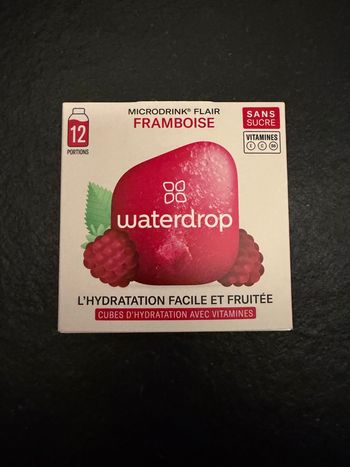 MICRODRINK® FLAIR
FRAMBOISE
12
PORTIONS
SANS
SUCRE
VITAMINES
waterdrop
L'HYDRATATION FACILE ET FRUITÉE
CUBES D'HYDRATATION AVEC VITAMINES